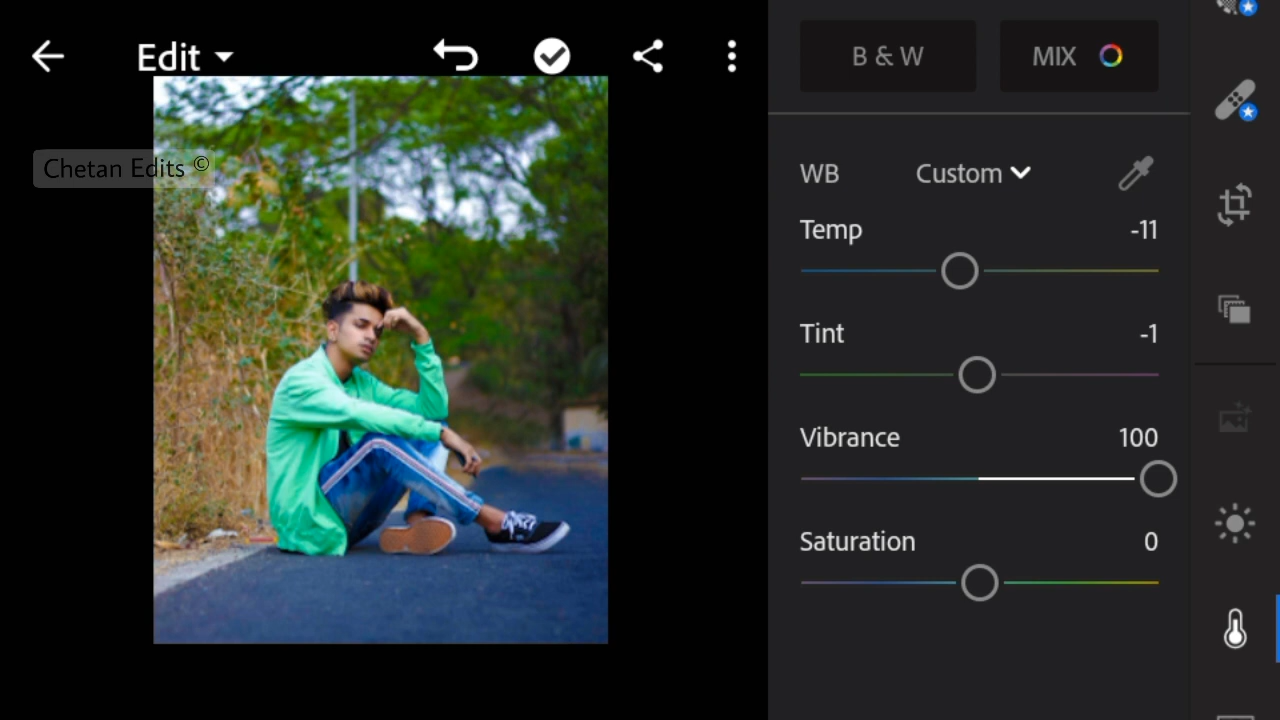 Edit
Chetan Edits ©
B & W
MIX
WB Custom
Temp -11
Tint -1
Vibrance 100
Saturation 0